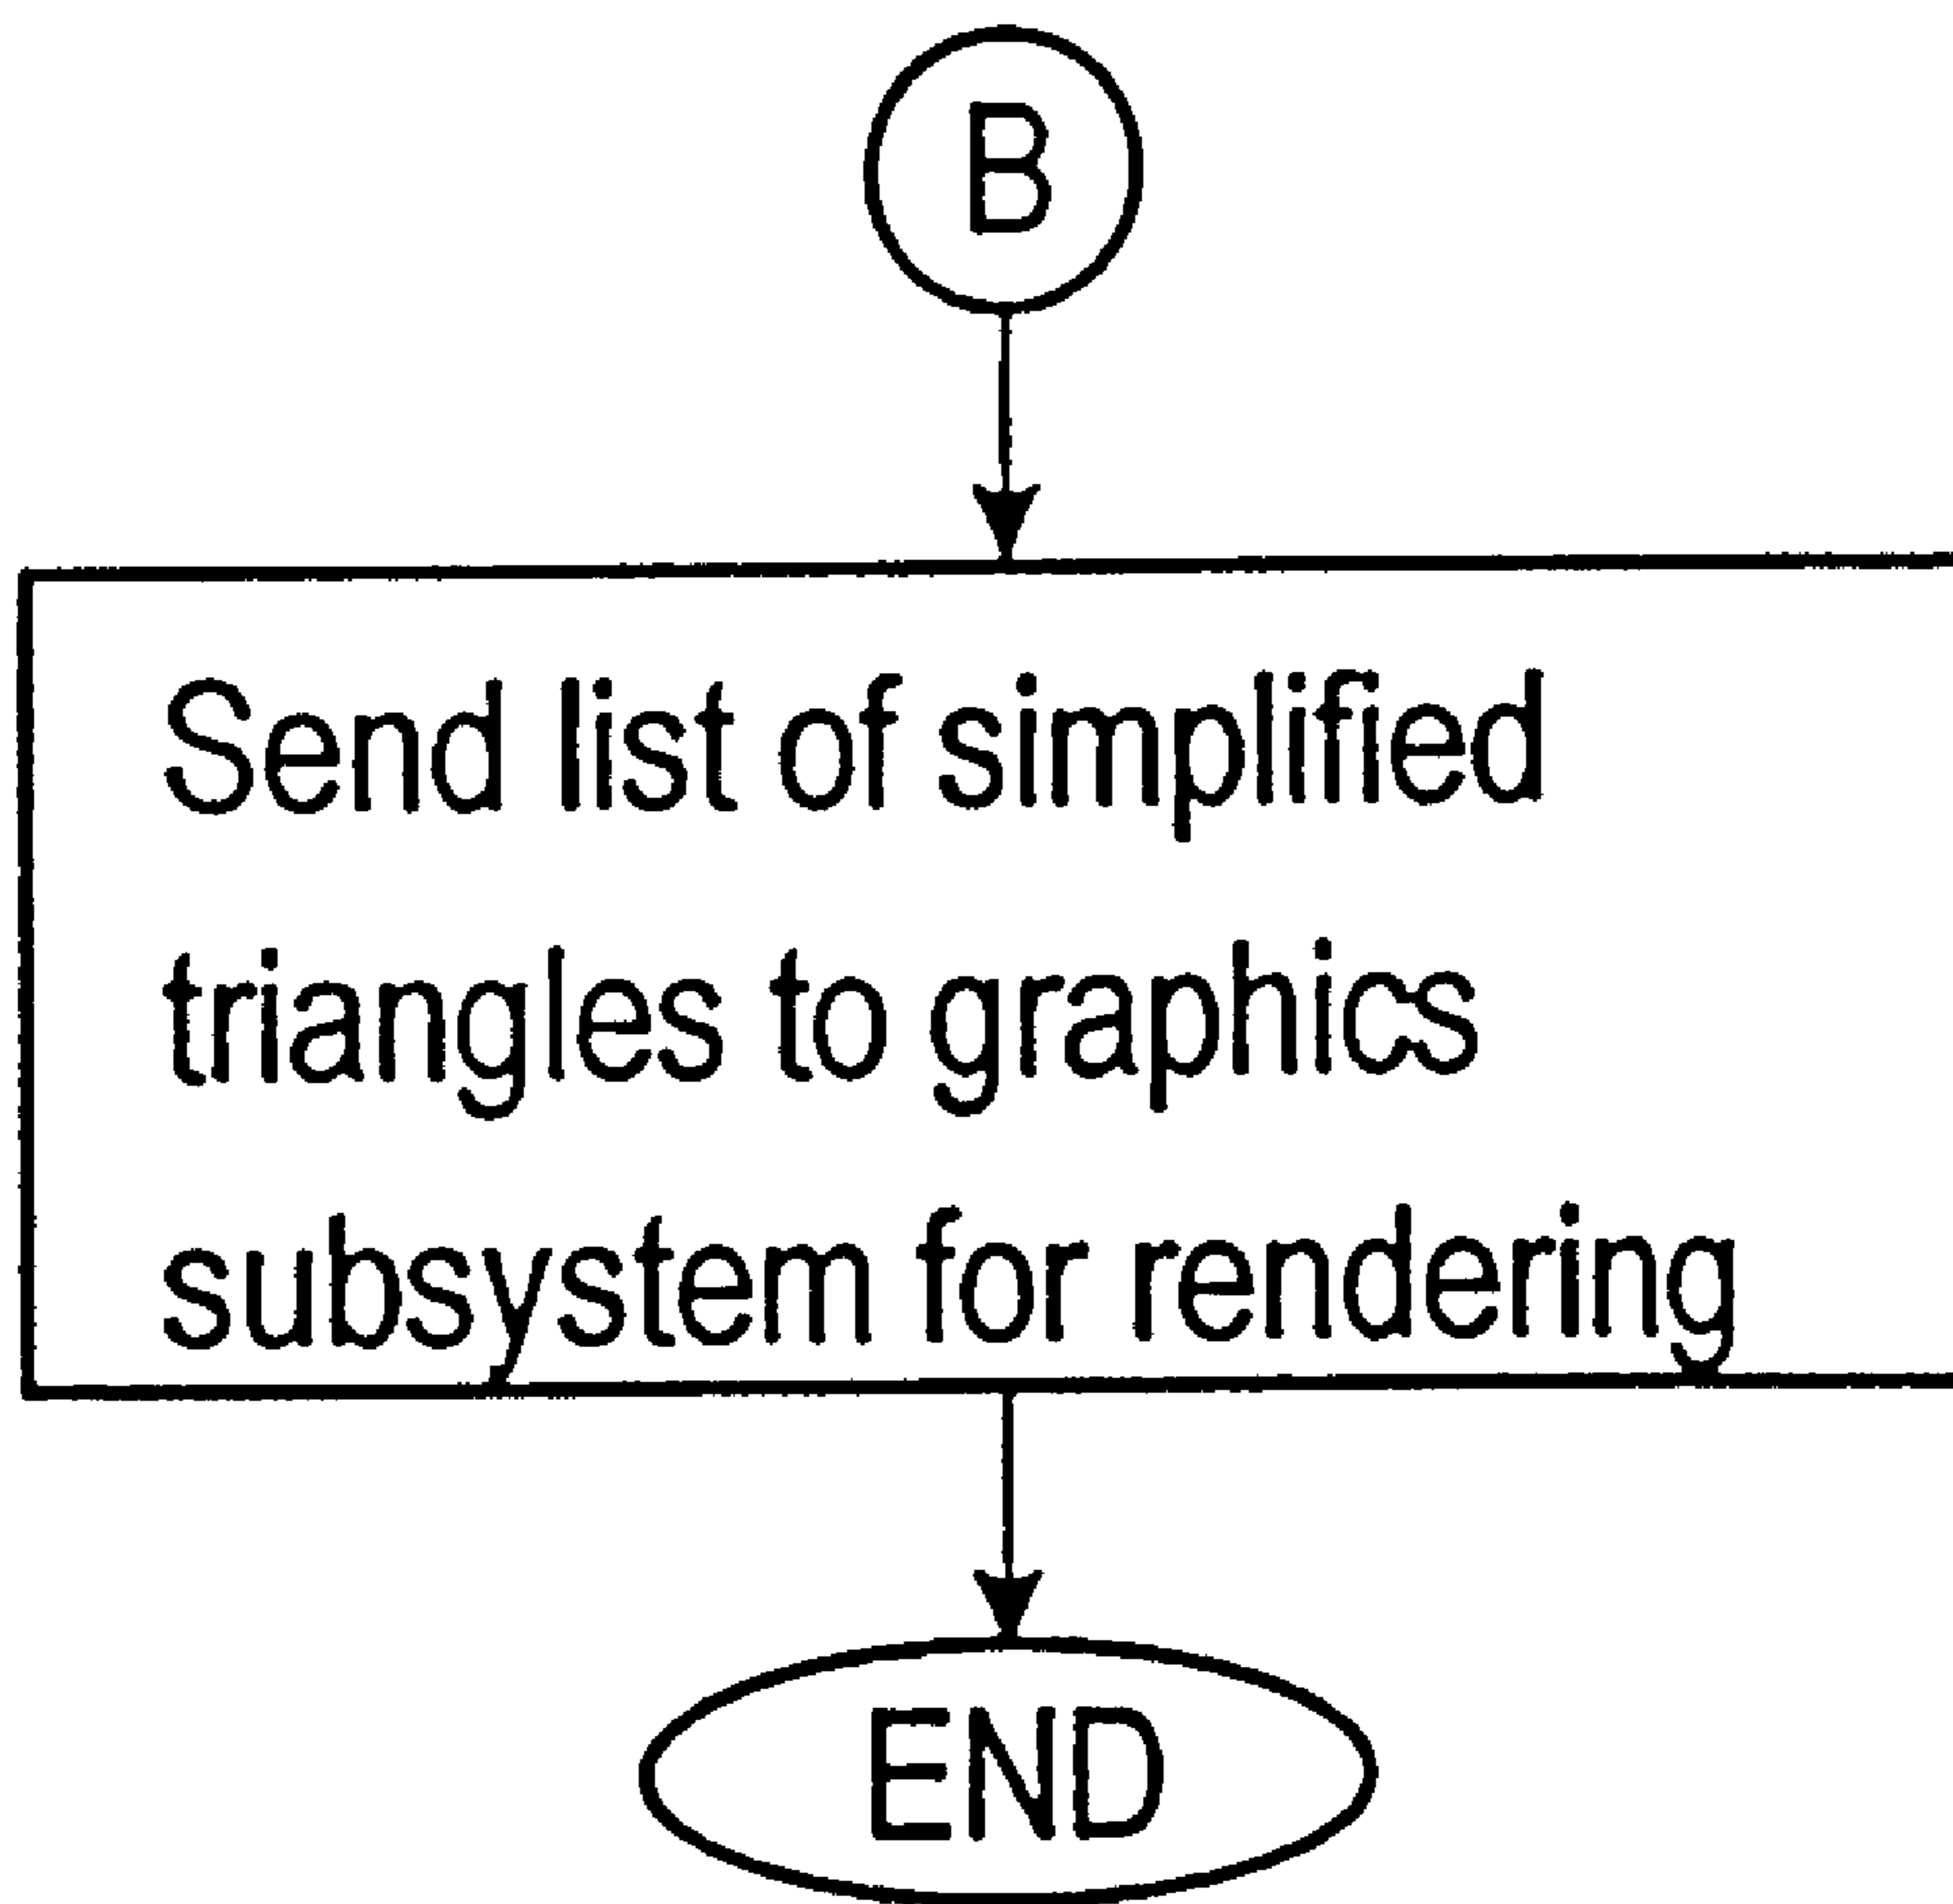 B
Send list of simplified
triangles to graphics
subsystem for rendering
END